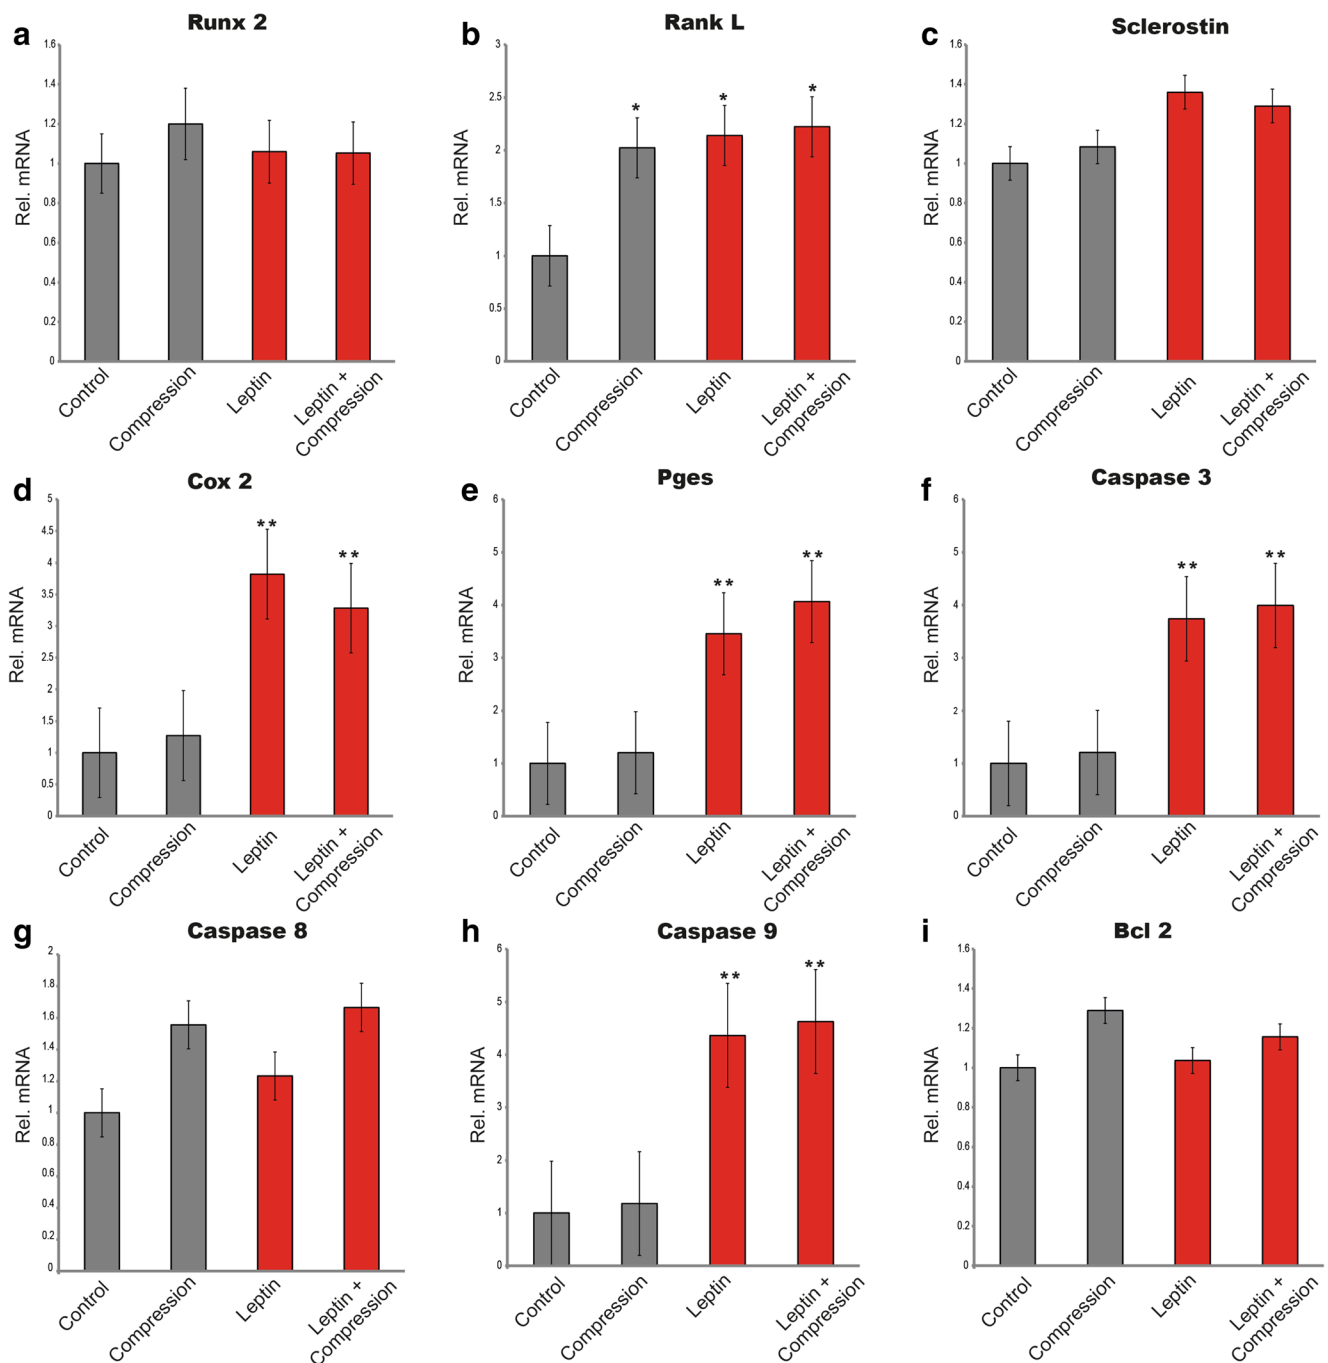 a
Runx 2
Rel. mRNA
1.6
1.4
1.2
1
0.8
0.6
0.4
0.2
0
Control
Compression
Leptin
Leptin +
Compression
b
Rank L
3
2.5
2
1.5
1
0.5
0
*
*
*
Control
Compression
Leptin
Leptin +
Compression
c
Sclerostin
Rel. mRNA
1.6
1.4
1.2
1
0.8
0.6
0.4
0.2
0
Control
Compression
Leptin
Leptin +
Compression
d
Cox 2
Rel. mRNA
5
4.5
4
3.5
3
2.5
2
1.5
1
0.5
0
**
**
Control
Compression
Leptin
Leptin +
Compression
e
Pges
Rel. mRNA
6
5
4
3
2
1
0
**
**
Control
Compression
Leptin
Leptin +
Compression
f
Caspase 3
Rel. mRNA
6
5
4
3
2
1
0
**
**
Control
Compression
Leptin
Leptin +
Compression
g
Caspase 8
Rel. mRNA
2
1.8
1.6
1.4
1.2
1
0.8
0.6
0.4
0.2
0
Control
Compression
Leptin
Leptin +
Compression
h
Caspase 9
Rel. mRNA
6
5
4
3
2
1
0
**
**
Control
Compression
Leptin
Leptin +
Compression
i
Bcl 2
Rel. mRNA
1.6
1.4
1.2
1
0.8
0.6
0.4
0.2
0
Control
Compression
Leptin
Leptin +
Compression